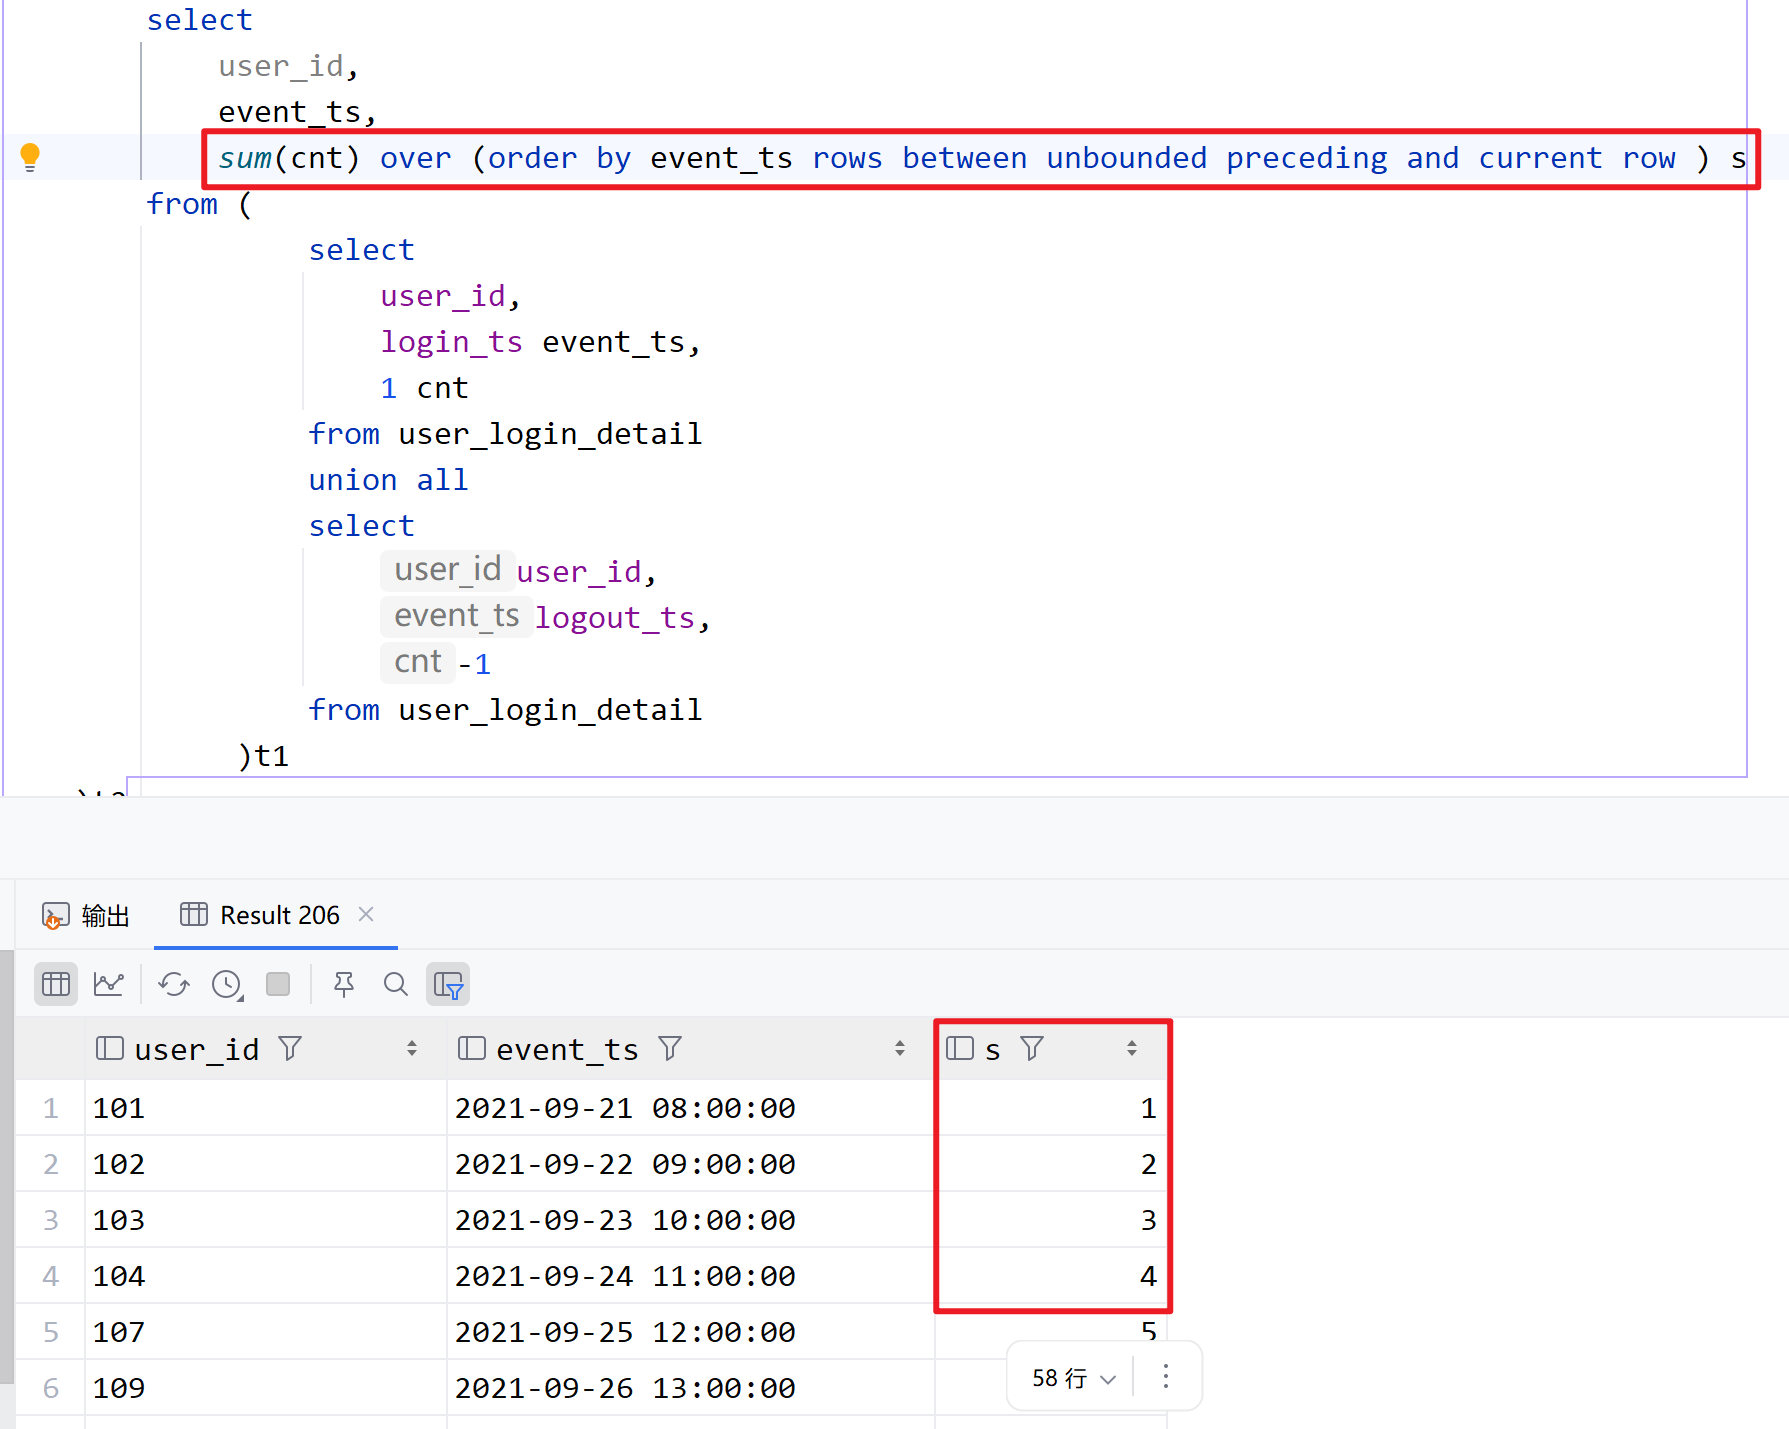 select
user_id,
event_ts,
sum(cnt) over (order by event_ts rows between unbounded preceding and current row ) s
from (
select
user_id,
login_ts event_ts,
1 cnt
from user_login_detail
union all
select
user_id user_id,
event_ts logout_ts,
cnt -1
from user_login_detail
)t1
输出 Result 206
user_id event_ts s
1 101 2021-09-21 08:00:00 1
2 102 2021-09-22 09:00:00 2
3 103 2021-09-23 10:00:00 3
4 104 2021-09-24 11:00:00 4
5 107 2021-09-25 12:00:00 5
6 109 2021-09-26 13:00:00
58 行